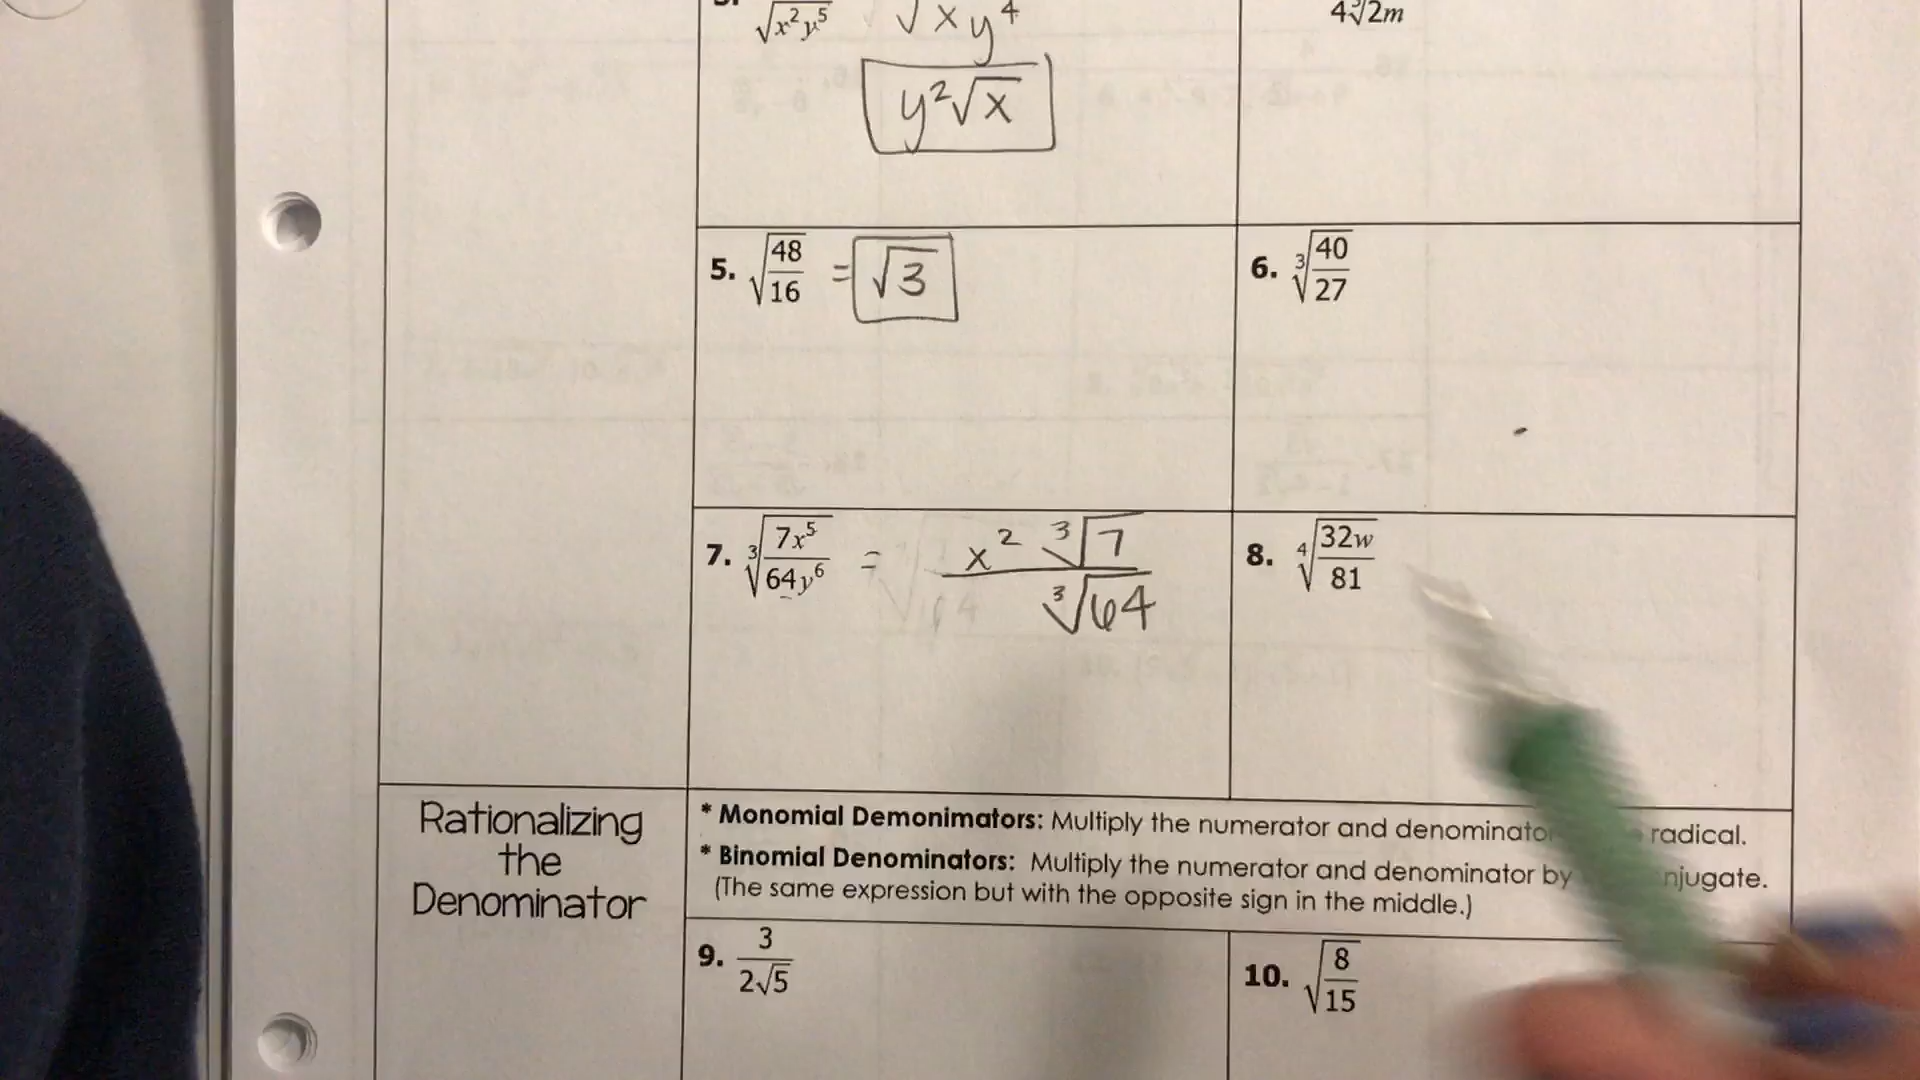 √x²y⁵ √xy⁴ 4∛2m
y²√x
5. √(48/16) = √3 6. ∛(40/27)
7. ∛(7x⁵/64y⁶) = x²∛7/∛64 8. ∜(32w/81)
Rationalizing
the
Denominator
* Monomial Demonimators: Multiply the numerator and denominato radical.
* Binomial Denominators: Multiply the numerator and denominator by njugate.
(The same expression but with the opposite sign in the middle.)
9. 3/2√5 10. √(8/15)